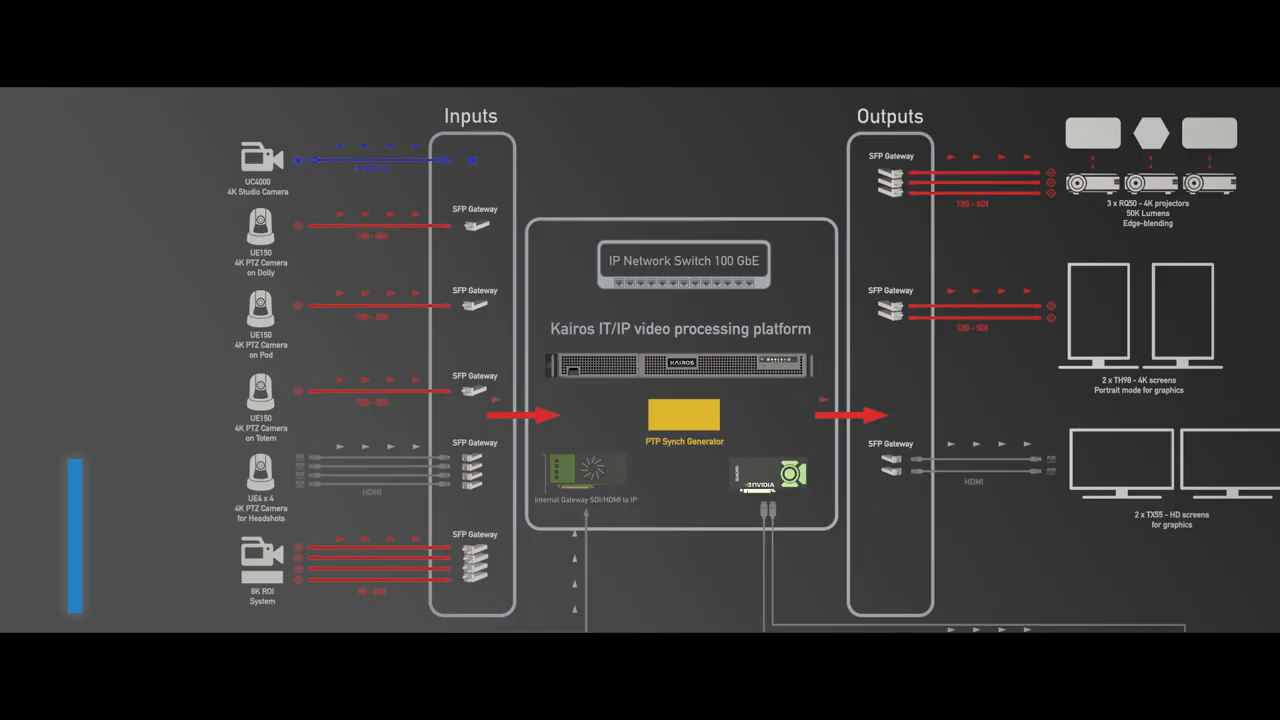 Inputs
UC4000
4K Studio Camera
SFP Gateway
UE150
4K PTZ Camera
on Dolly
12G - SDI
SFP Gateway
UE150
4K PTZ Camera
on Pod
12G - SDI
SFP Gateway
UE150
4K PTZ Camera
on Totem
12G - SDI
SFP Gateway
UE4 x 4
4K PTZ Camera
for Headshots
HDMI
SFP Gateway
8K ROI
System
IP Network Switch 100 GbE
Kairos IT/IP video processing platform
KAIROS
PTP Synch Generator
Internal Gateway SDI/HDMI to IP
QUADRO
NVIDIA
Outputs
SFP Gateway
12G - SDI
3 x RQ50 - 4K projectors
50K Lumens
Edge-blending
SFP Gateway
12G - SDI
2 x TH98 - 4K screens
Portrait mode for graphics
SFP Gateway
HDMI
2 x TX55 - HD screens
for graphics